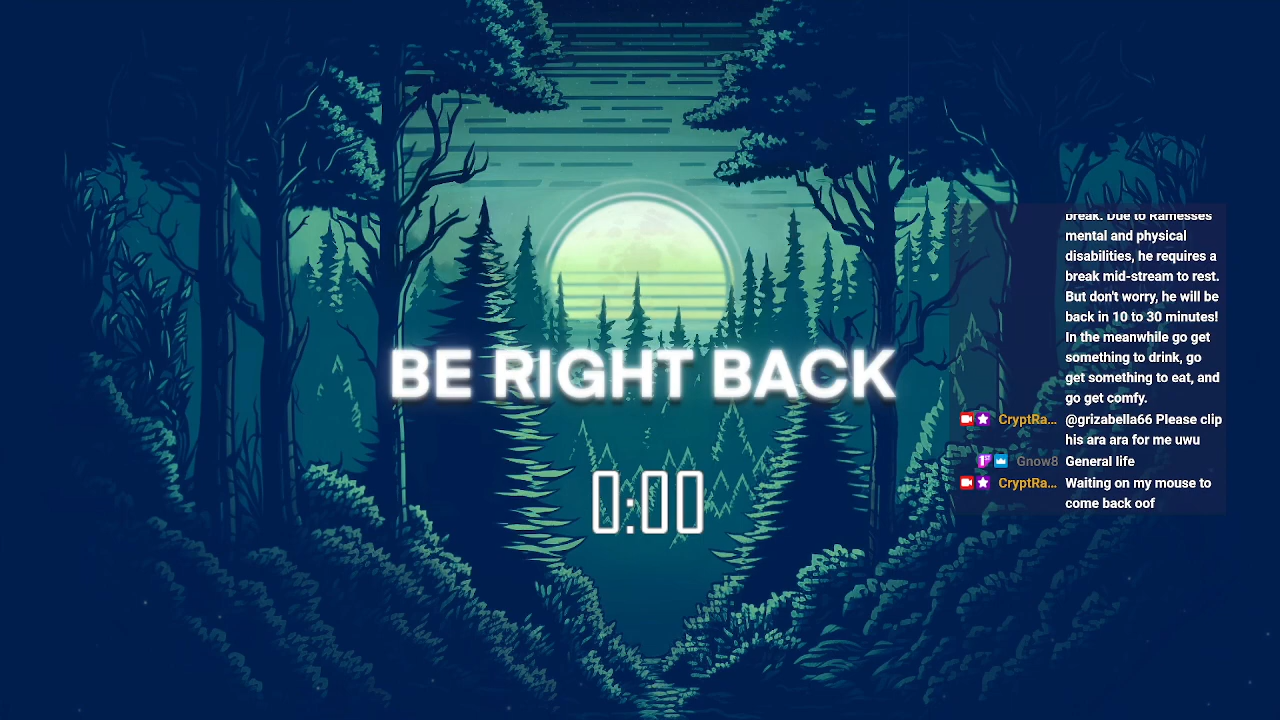 BE RIGHT BACK
0:00
break. Due to Ramesses
mental and physical
disabilities, he requires a
break mid-stream to rest.
But don't worry, he will be
back in 10 to 30 minutes!
In the meanwhile go get
something to drink, go
get something to eat, and
go get comfy.
CryptRa... @grizabella66 Please clip
his ara ara for me uwu
1ST Gnow8 General life
CryptRa... Waiting on my mouse to
come back oof